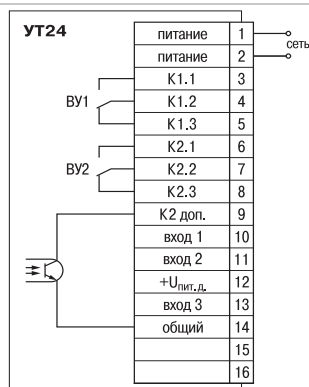 УТ24
питание 1
питание 2
сеть
К1.1 3
ВУ1 К1.2 4
К1.3 5
К2.1 6
ВУ2 К2.2 7
К2.3 8
К2 доп. 9
вход 1 10
вход 2 11
+Uпит.д. 12
вход 3 13
общий 14
15
16